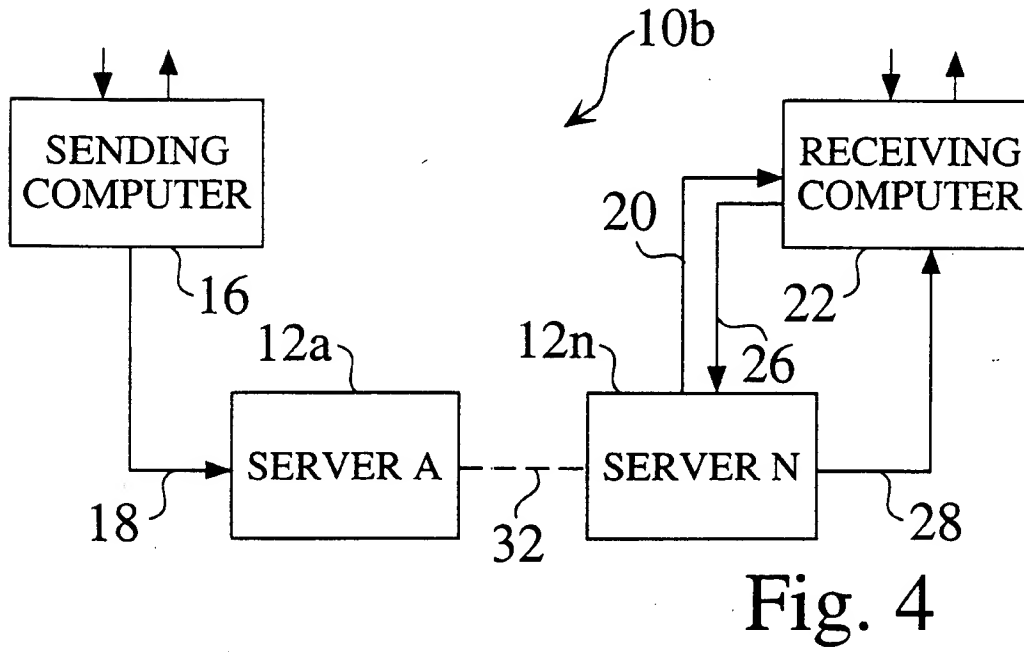 10b
SENDING
COMPUTER
RECEIVING
COMPUTER
20
16
22
12a
12n
26
SERVER A
SERVER N
18
32
28
Fig. 4